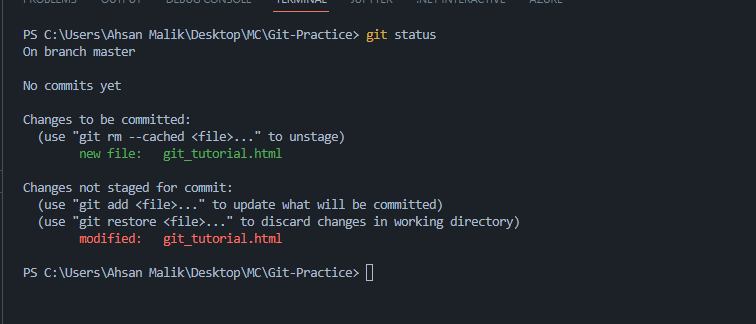 PROBLEMS OUTPUT DEBUG CONSOLE TERMINAL JUPYTER .NET INTERACTIVE AZURE
PS C:\Users\Ahsan Malik\Desktop\MC\Git-Practice> git status
On branch master
No commits yet
Changes to be committed:
(use "git rm --cached <file>..." to unstage)
new file: git_tutorial.html
Changes not staged for commit:
(use "git add <file>..." to update what will be committed)
(use "git restore <file>..." to discard changes in working directory)
modified: git_tutorial.html
PS C:\Users\Ahsan Malik\Desktop\MC\Git-Practice>